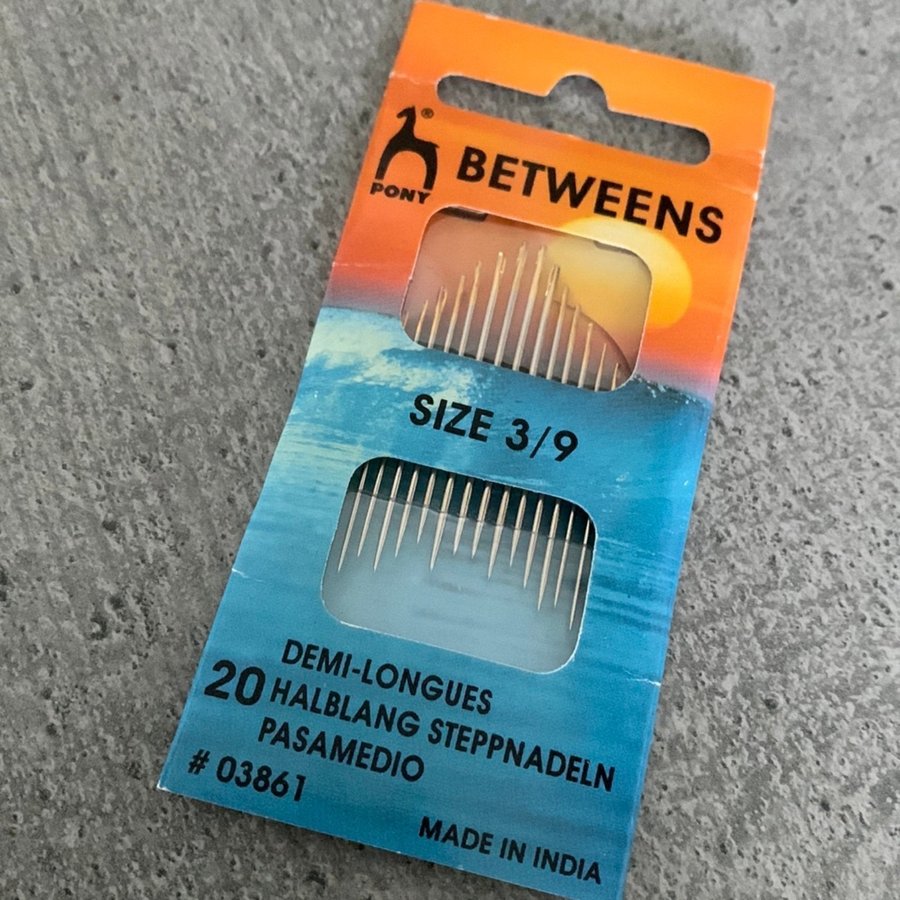 ®
PONY
BETWEENS
SIZE 3/9
20
DEMI-LONGUES
HALBLANG STEPPNADELN
PASAMEDIO
# 03861
MADE IN INDIA